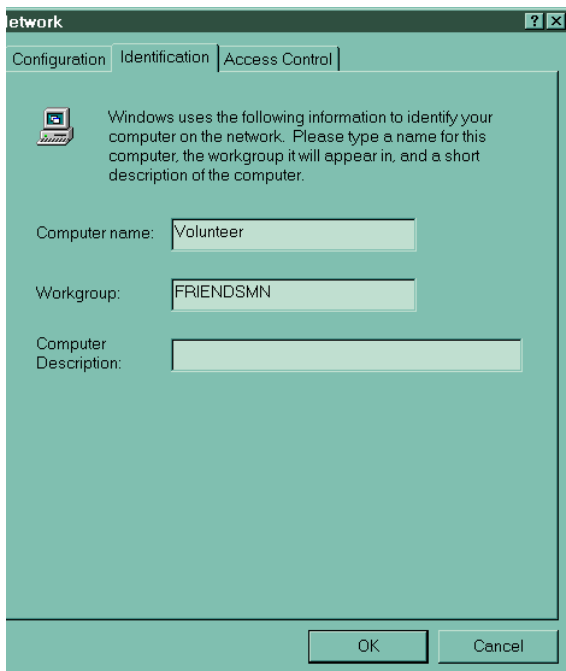 etwork ? ×
Configuration Identification Access Control
Windows uses the following information to identify your
computer on the network. Please type a name for this
computer, the workgroup it will appear in, and a short
description of the computer.
Computer name: Volunteer
Workgroup: FRIENDSMN
Computer
Description:
OK Cancel